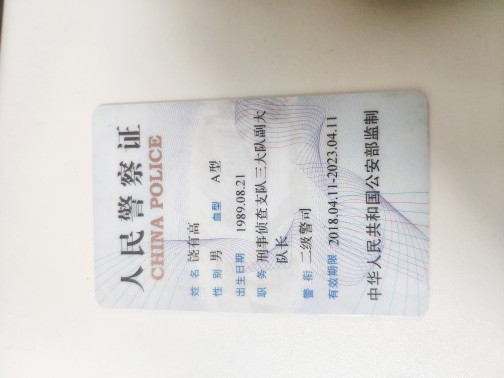 人民警察证
CHINA POLICE
姓名 饶有高
性别 男 血型 A型
出生日期 1989.08.21
职务 刑事侦查支队三大队副大
队长
警衔 二级警司
有效期限 2018.04.11-2023.04.11
中华人民共和国公安部监制